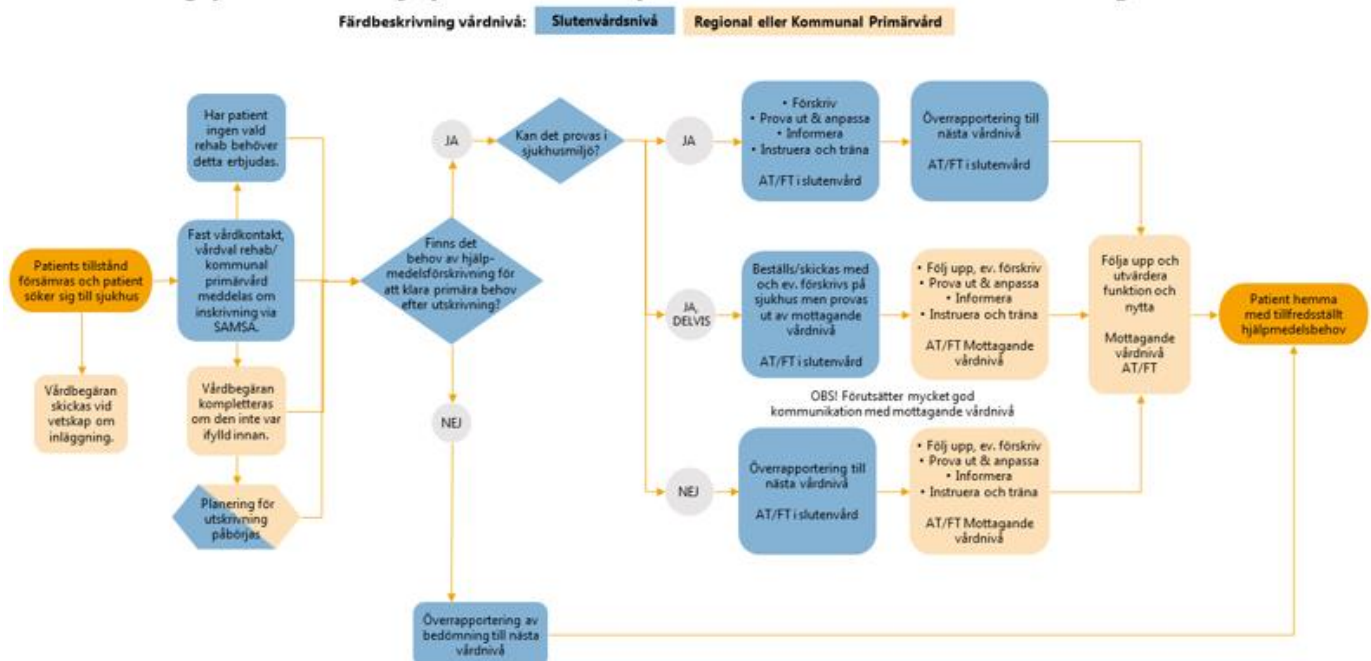 Färdbeskrivning vårdnivå:
Slutenvårdsnivå
Regional eller Kommunal Primärvård
Har patient
ingen vald
rehab behöver
detta erbjudas.
Patients tillstånd
försämras och patient
söker sig till sjukhus
Fast vårdkontakt,
vårdval rehab/
kommunal
primärvård
meddelas om
inskrivning via
SAMSA.
Vårdbegäran
skickas vid
vetskap om
inläggning.
Vårdbegäran
kompletteras
om den inte var
ifylld innan.
Planering för
utskrivning
påbörjas
Finns det
behov av hjälp-
medelsförskrivning för
att klara primära behov
efter utskrivning?
JA
Kan det provas i
sjukhusmiljö?
JA
• Förskriv
• Prova ut & anpassa
• Informera
• Instruera och träna
AT/FT i slutenvård
Överrapportering till
nästa vårdnivå
AT/FT i slutenvård
JA,
DELVIS
Beställs/skickas med
och ev. förskrivs på
sjukhus men provas
ut av mottagande
vårdnivå
AT/FT i slutenvård
• Följ upp, ev. förskriv
• Prova ut & anpassa
• Informera
• Instruera och träna
AT/FT Mottagande
vårdnivå
OBS! Förutsätter mycket god
kommunikation med mottagande vårdnivå
NEJ
Överrapportering till
nästa vårdnivå
AT/FT i slutenvård
• Följ upp, ev. förskriv
• Prova ut & anpassa
• Informera
• Instruera och träna
AT/FT Mottagande
vårdnivå
Följa upp och
utvärdera
funktion och
nytta
Mottagande
vårdnivå
AT/FT
Patient hemma
med tillfredsställt
hjälpmedelsbehov
NEJ
Överrapportering av
bedömning till nästa
vårdnivå